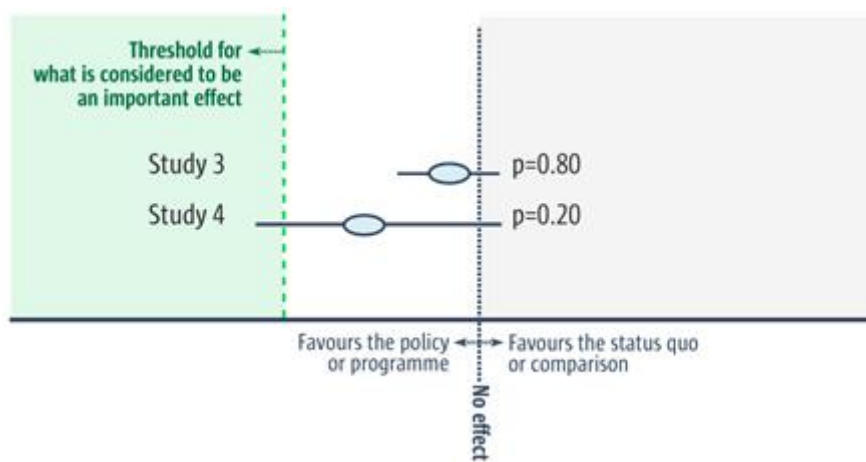 Threshold for
what is considered to be
an important effect
Study 3
p=0.80
Study 4
p=0.20
Favours the policy
or programme
Favours the status quo
or comparison
No effect